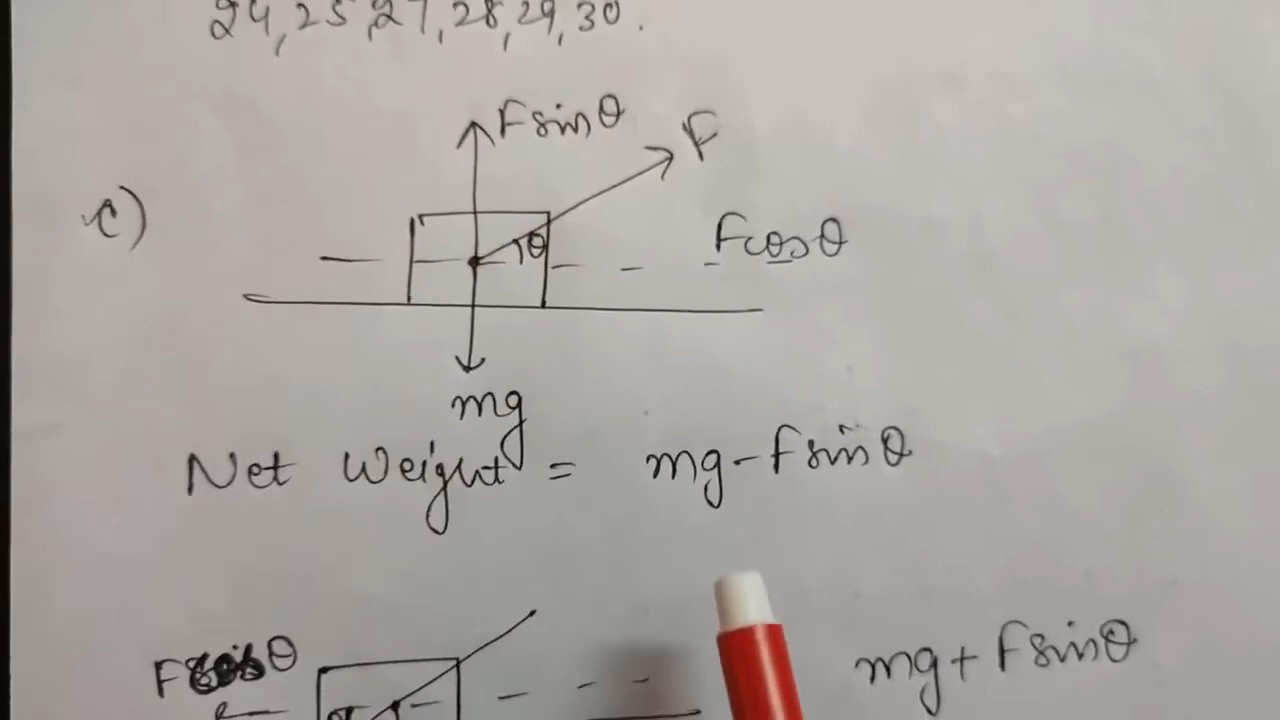 24, 25, 27, 28, 29, 30.
F sin θ
F
c)
θ
F cos θ
mg
Net Weight = mg - F sin θ
mg + F sin θ